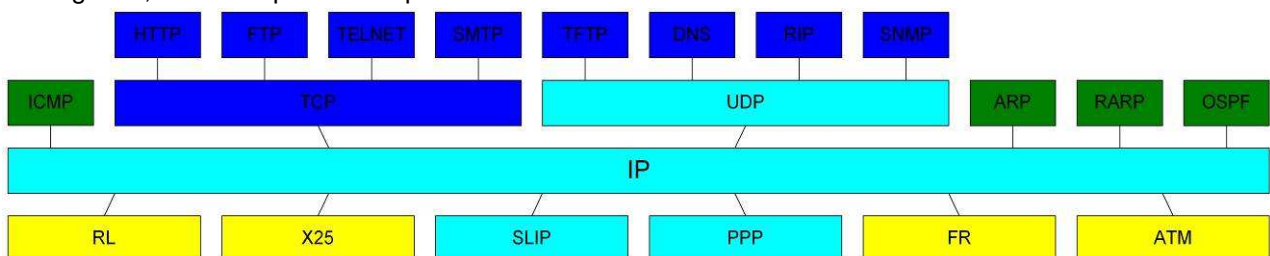 HTTP FTP TELNET SMTP TFTP DNS RIP SNMP
ICMP TCP UDP ARP RARP OSPF
IP
RL X25 SLIP PPP FR ATM